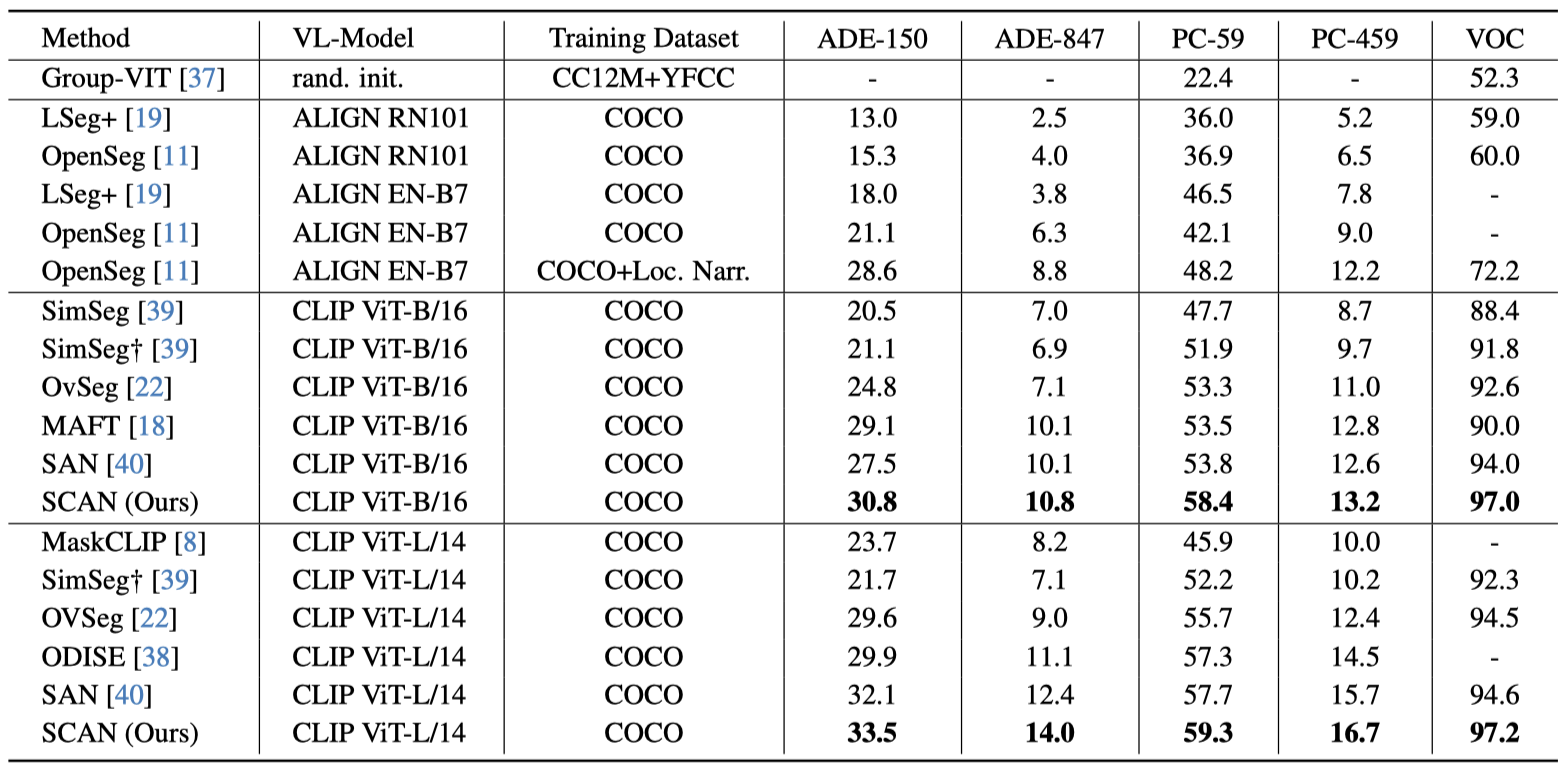 Method VL-Model Training Dataset ADE-150 ADE-847 PC-59 PC-459 VOC
Group-VIT [37] rand. init. CC12M+YFCC - - 22.4 - 52.3
LSeg+ [19] ALIGN RN101 COCO 13.0 2.5 36.0 5.2 59.0
OpenSeg [11] ALIGN RN101 COCO 15.3 4.0 36.9 6.5 60.0
LSeg+ [19] ALIGN EN-B7 COCO 18.0 3.8 46.5 7.8 -
OpenSeg [11] ALIGN EN-B7 COCO 21.1 6.3 42.1 9.0 -
OpenSeg [11] ALIGN EN-B7 COCO+Loc. Narr. 28.6 8.8 48.2 12.2 72.2
SimSeg [39] CLIP ViT-B/16 COCO 20.5 7.0 47.7 8.7 88.4
SimSeg† [39] CLIP ViT-B/16 COCO 21.1 6.9 51.9 9.7 91.8
OvSeg [22] CLIP ViT-B/16 COCO 24.8 7.1 53.3 11.0 92.6
MAFT [18] CLIP ViT-B/16 COCO 29.1 10.1 53.5 12.8 90.0
SAN [40] CLIP ViT-B/16 COCO 27.5 10.1 53.8 12.6 94.0
SCAN (Ours) CLIP ViT-B/16 COCO 30.8 10.8 58.4 13.2 97.0
MaskCLIP [8] CLIP ViT-L/14 COCO 23.7 8.2 45.9 10.0 -
SimSeg† [39] CLIP ViT-L/14 COCO 21.7 7.1 52.2 10.2 92.3
OVSeg [22] CLIP ViT-L/14 COCO 29.6 9.0 55.7 12.4 94.5
ODISE [38] CLIP ViT-L/14 COCO 29.9 11.1 57.3 14.5 -
SAN [40] CLIP ViT-L/14 COCO 32.1 12.4 57.7 15.7 94.6
SCAN (Ours) CLIP ViT-L/14 COCO 33.5 14.0 59.3 16.7 97.2